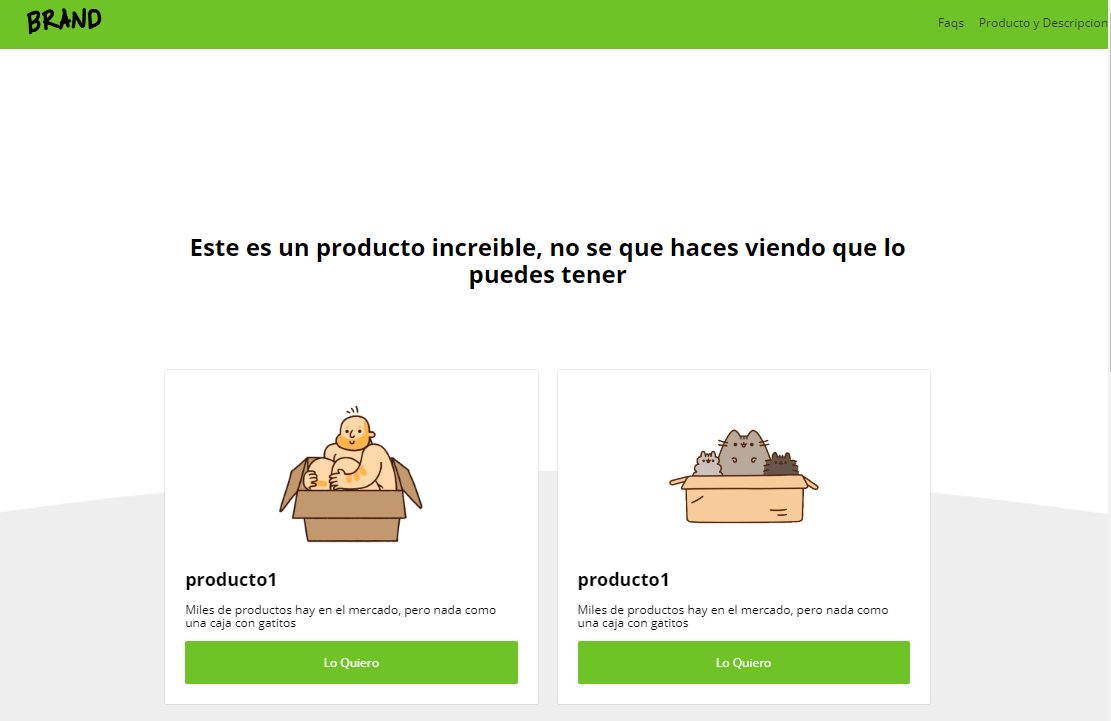 BRAND
Faqs Producto y Descripcion
Este es un producto increible, no se que haces viendo que lo
puedes tener
producto1
Miles de productos hay en el mercado, pero nada como
una caja con gatitos
Lo Quiero
producto1
Miles de productos hay en el mercado, pero nada como
una caja con gatitos
Lo Quiero